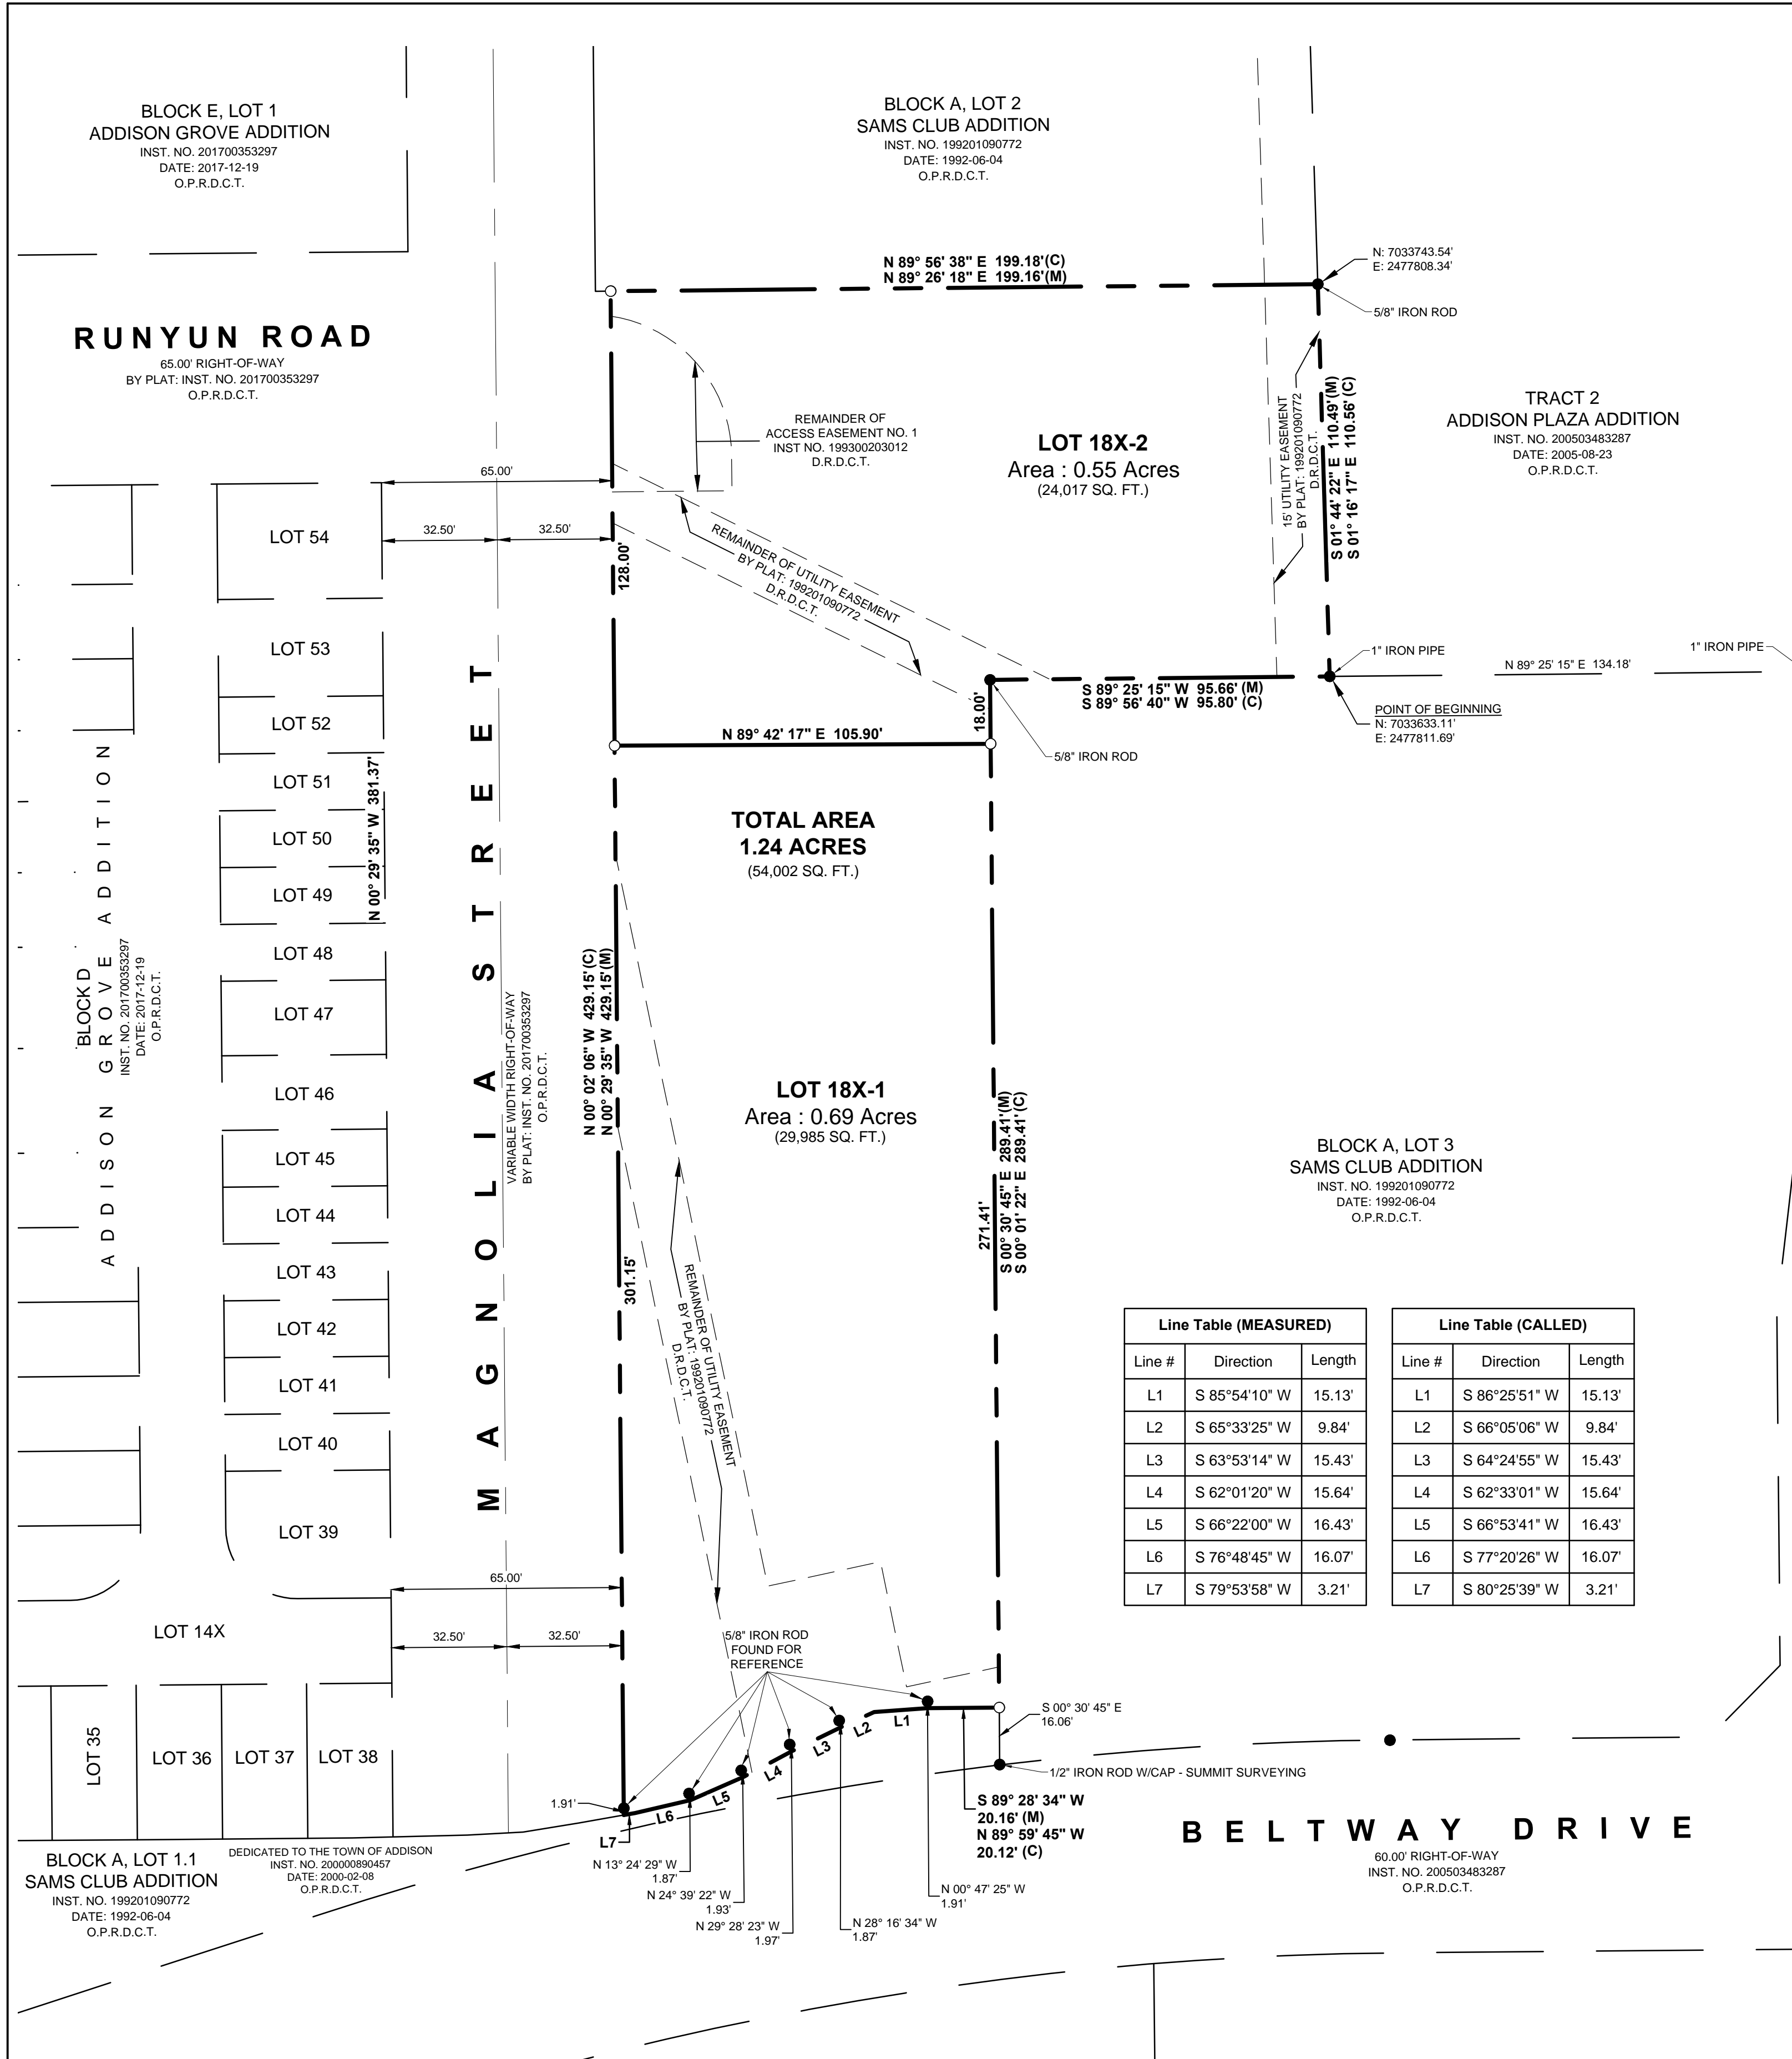 BLOCK E, LOT 1
ADDISON GROVE ADDITION
INST. NO. 201700353297
DATE: 2017-12-19
O.P.R.D.C.T.
BLOCK A, LOT 2
SAMS CLUB ADDITION
INST. NO. 199201090772
DATE: 1992-06-04
O.P.R.D.C.T.
N 89° 56' 38" E 199.18'(C)
N 89° 26' 18" E 199.16'(M)
N: 7033743.54'
E: 2477808.34'
5/8" IRON ROD
RUNYUN ROAD
65.00' RIGHT-OF-WAY
BY PLAT: INST. NO. 201700353297
O.P.R.D.C.T.
REMAINDER OF
ACCESS EASEMENT NO. 1
INST NO. 199300203012
D.R.D.C.T.
LOT 18X-2
Area : 0.55 Acres
(24,017 SQ. FT.)
15' UTILITY EASEMENT
BY PLAT: 199201090772
D.R.D.C.T.
S 01° 44' 22" E 110.49'(M)
S 01° 16' 17" E 110.56' (C)
TRACT 2
ADDISON PLAZA ADDITION
INST. NO. 200503483287
DATE: 2005-08-23
O.P.R.D.C.T.
65.00'
32.50'
32.50'
128.00'
REMAINDER OF UTILITY EASEMENT
BY PLAT: 199201090772
D.R.D.C.T.
LOT 54
LOT 53
LOT 52
LOT 51
LOT 50
LOT 49
LOT 48
LOT 47
LOT 46
LOT 45
LOT 44
LOT 43
LOT 42
LOT 41
LOT 40
LOT 39
N 00° 29' 35" W 381.37'
1" IRON PIPE
N 89° 25' 15" E 134.18'
1" IRON PIPE
S 89° 25' 15" W 95.66' (M)
S 89° 56' 40" W 95.80' (C)
POINT OF BEGINNING
N: 7033633.11'
E: 2477811.69'
18.00'
N 89° 42' 17" E 105.90'
5/8" IRON ROD
TOTAL AREA
1.24 ACRES
(54,002 SQ. FT.)
BLOCK D
ADDISON GROVE ADDITION
INST. NO. 201700353297
DATE: 2017-12-19
O.P.R.D.C.T.
MAGNOLIA STREET
VARIABLE WIDTH RIGHT-OF-WAY
BY PLAT: INST. NO. 201700353297
O.P.R.D.C.T.
N 00° 02' 06" W 429.15'(C)
N 00° 29' 35" W 429.15'(M)
301.15'
LOT 18X-1
Area : 0.69 Acres
(29,985 SQ. FT.)
271.41'
S 00° 30' 45" E 289.41'(M)
S 00° 01' 22" E 289.41'(C)
REMAINDER OF UTILITY EASEMENT
BY PLAT: 199201090772
D.R.D.C.T.
BLOCK A, LOT 3
SAMS CLUB ADDITION
INST. NO. 199201090772
DATE: 1992-06-04
O.P.R.D.C.T.
Line Table (MEASURED)
Line # Direction Length
L1 S 85°54'10" W 15.13'
L2 S 65°33'25" W 9.84'
L3 S 63°53'14" W 15.43'
L4 S 62°01'20" W 15.64'
L5 S 66°22'00" W 16.43'
L6 S 76°48'45" W 16.07'
L7 S 79°53'58" W 3.21'
Line Table (CALLED)
Line # Direction Length
L1 S 86°25'51" W 15.13'
L2 S 66°05'06" W 9.84'
L3 S 64°24'55" W 15.43'
L4 S 62°33'01" W 15.64'
L5 S 66°53'41" W 16.43'
L6 S 77°20'26" W 16.07'
L7 S 80°25'39" W 3.21'
65.00'
32.50'
32.50'
LOT 14X
LOT 35
LOT 36
LOT 37
LOT 38
5/8" IRON ROD
FOUND FOR
REFERENCE
L1
L2
L3
L4
L5
L6
L7
1.91'
S 00° 30' 45" E
16.06'
1/2" IRON ROD W/CAP - SUMMIT SURVEYING
S 89° 28' 34" W
20.16' (M)
N 89° 59' 45" W
20.12' (C)
N 13° 24' 29" W
1.87'
N 24° 39' 22" W
1.93'
N 29° 28' 23" W
1.97'
N 28° 16' 34" W
1.87'
N 00° 47' 25" W
1.91'
BELTWAY DRIVE
60.00' RIGHT-OF-WAY
INST. NO. 200503483287
O.P.R.D.C.T.
BLOCK A, LOT 1.1
SAMS CLUB ADDITION
INST. NO. 199201090772
DATE: 1992-06-04
O.P.R.D.C.T.
DEDICATED TO THE TOWN OF ADDISON
INST. NO. 200000890457
DATE: 2000-02-08
O.P.R.D.C.T.